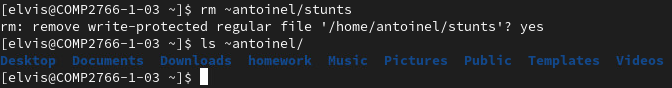 [elvis@COMP2766-1-03 ~]$ rm ~antoinel/stunts
rm: remove write-protected regular file '/home/antoinel/stunts'? yes
[elvis@COMP2766-1-03 ~]$ ls ~antoinel/
Desktop  Documents  Downloads  homework  Music  Pictures  Public  Templates  Videos
[elvis@COMP2766-1-03 ~]$